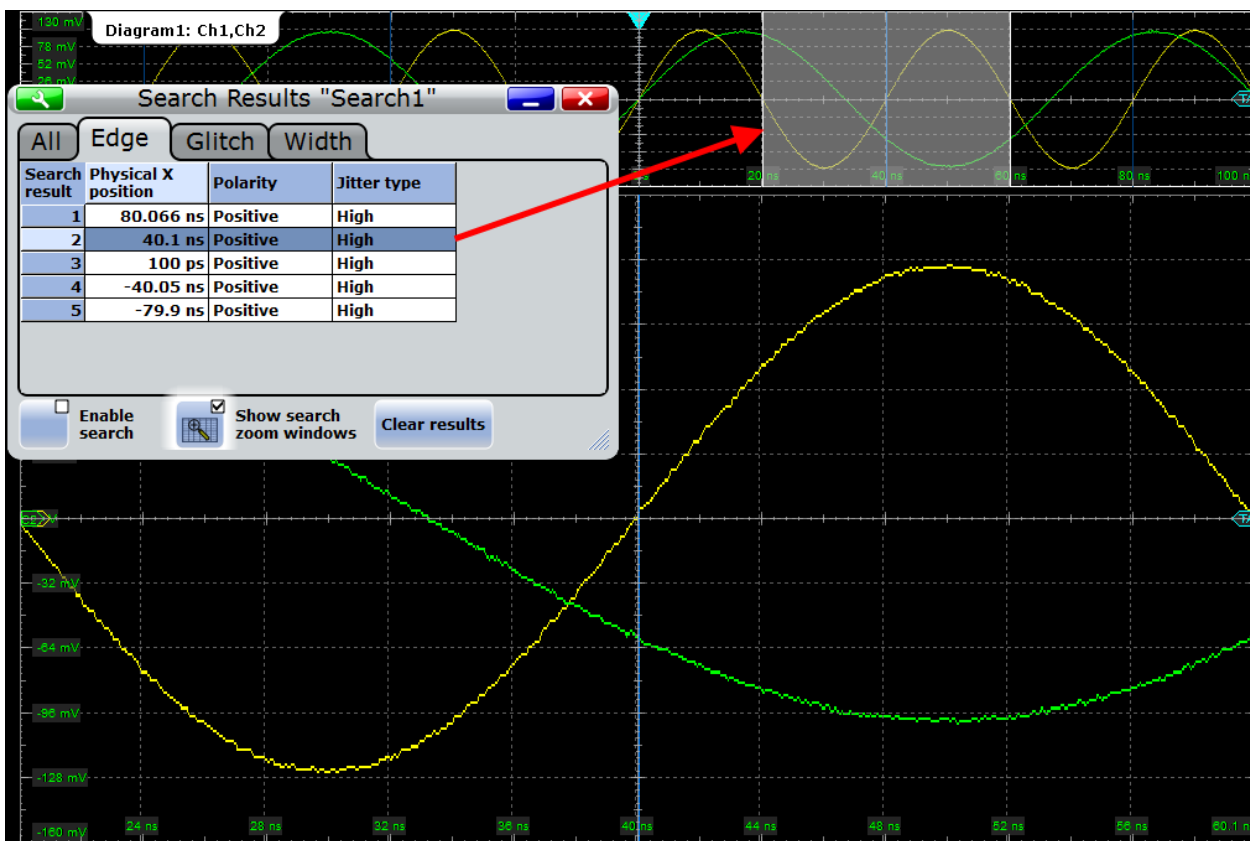 130 mV
Diagram1: Ch1,Ch2
78 mV
52 mV
26 mV
Search Results "Search1"
All Edge Glitch Width
Search result Physical X position Polarity Jitter type
1 80.066 ns Positive High
2 40.1 ns Positive High
3 100 ps Positive High
4 -40.05 ns Positive High
5 -79.9 ns Positive High
Enable search
Show search zoom windows
Clear results
20 ns 40 ns 60 ns 80 ns 100 n
-32 mV
-64 mV
-96 mV
-128 mV
-160 mV
24 ns 28 ns 32 ns 36 ns 40 ns 44 ns 48 ns 52 ns 56 ns 60.1 n